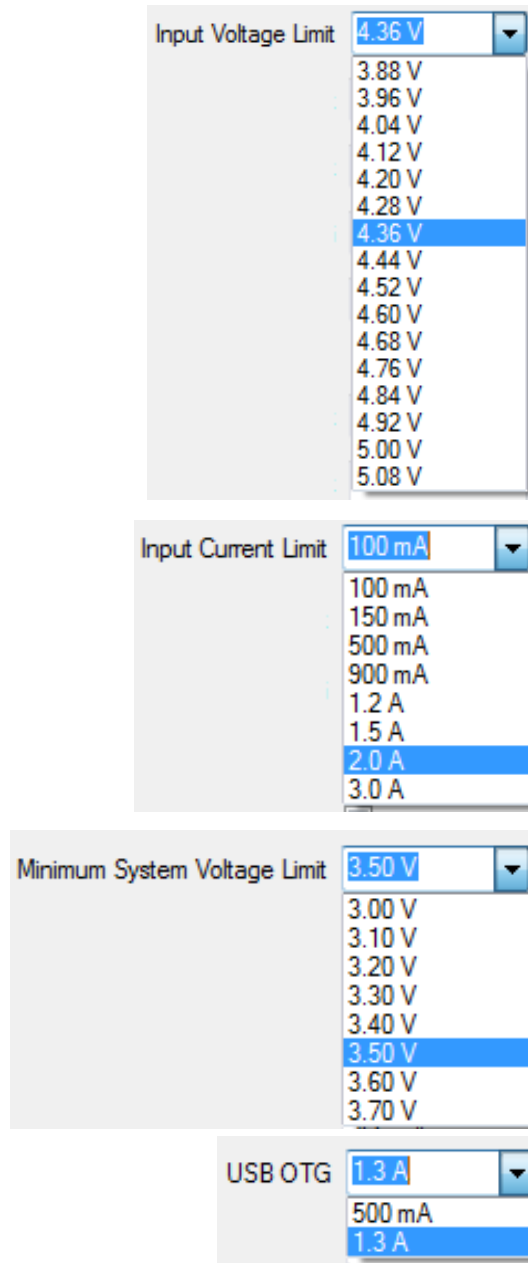 Input Voltage Limit 4.36 V
3.88 V
3.96 V
4.04 V
4.12 V
4.20 V
4.28 V
4.36 V
4.44 V
4.52 V
4.60 V
4.68 V
4.76 V
4.84 V
4.92 V
5.00 V
5.08 V
Input Current Limit 100 mA
100 mA
150 mA
500 mA
900 mA
1.2 A
1.5 A
2.0 A
3.0 A
Minimum System Voltage Limit 3.50 V
3.00 V
3.10 V
3.20 V
3.30 V
3.40 V
3.50 V
3.60 V
3.70 V
USB OTG 1.3 A
500 mA
1.3 A